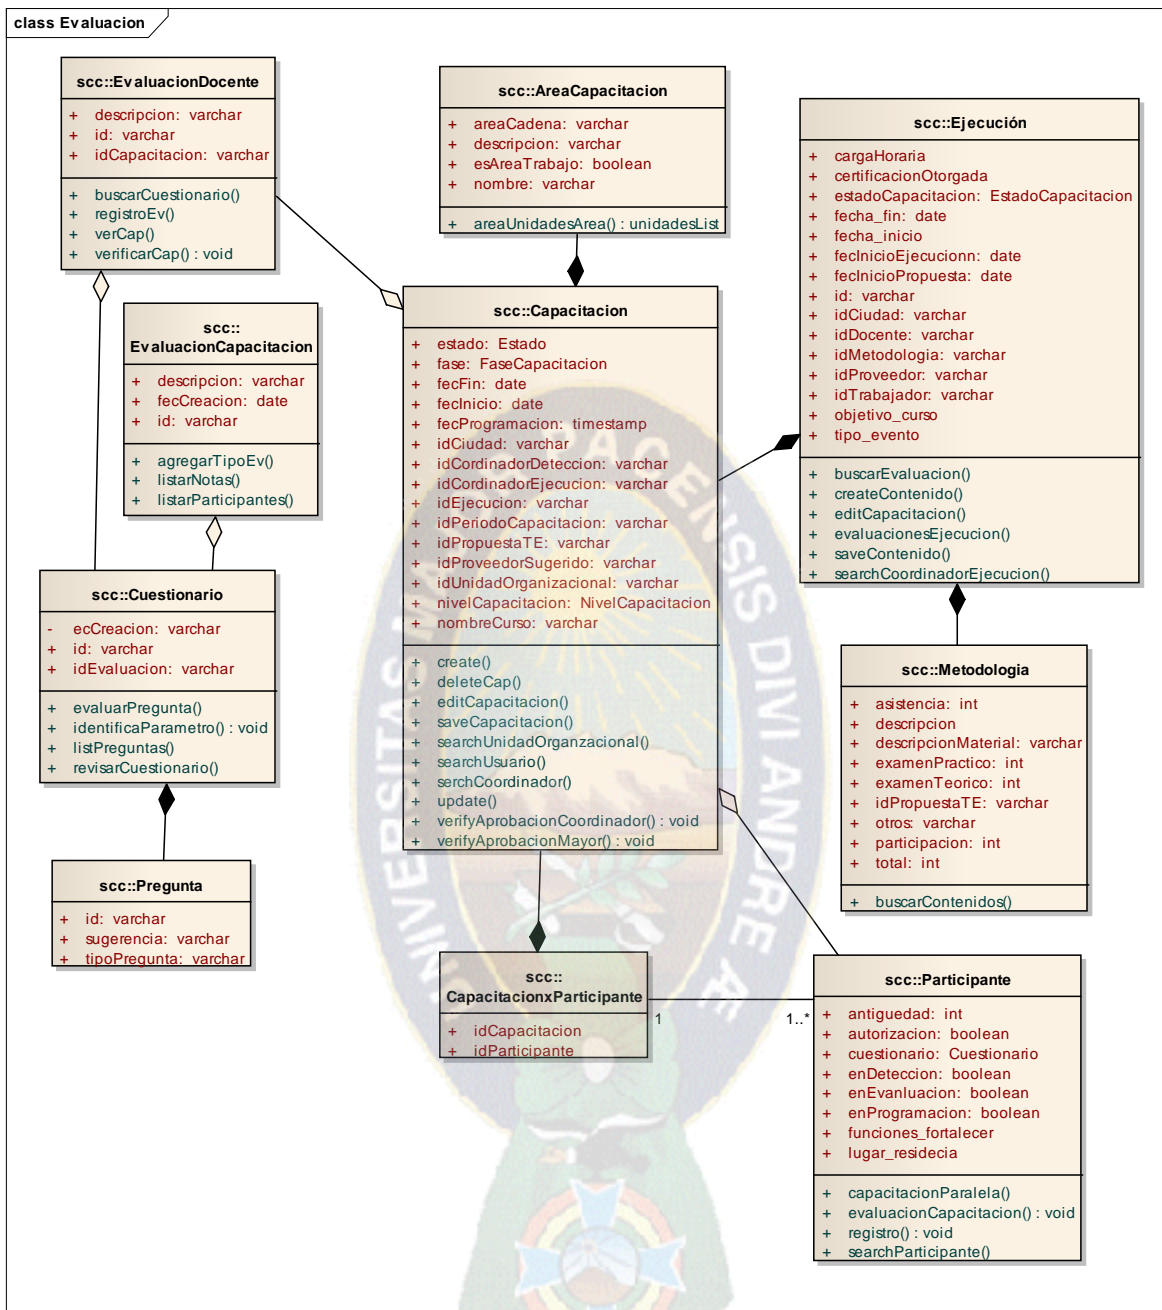 class Evaluacion
scc::EvaluacionDocente
+ descripcion: varchar
+ id: varchar
+ idCapacitacion: varchar
+ buscarCuestionario()
+ registroEv()
+ verCap()
+ verificarCap() : void
scc::AreaCapacitacion
+ areaCadena: varchar
+ descripcion: varchar
+ esAreaTrabajo: boolean
+ nombre: varchar
+ areaUnidadesArea() : unidadesList
scc::Ejecución
+ cargaHoraria
+ certificacionOtorgada
+ estadoCapacitacion: EstadoCapacitacion
+ fecha_fin: date
+ fecha_inicio
+ fecInicioEjecucionn: date
+ fecInicioPropuesta: date
+ id: varchar
+ idCiudad: varchar
+ idDocente: varchar
+ idMetodologia: varchar
+ idProveedor: varchar
+ idTrabajador: varchar
+ objetivo_curso
+ tipo_evento
+ buscarEvaluacion()
+ createContenido()
+ editCapacitacion()
+ evaluacionesEjecucion()
+ saveContenido()
+ searchCoordinadorEjecucion()
scc::
EvaluacionCapacitacion
+ descripcion: varchar
+ fecCreacion: date
+ id: varchar
+ agregarTipoEv()
+ listarNotas()
+ listarParticipantes()
scc::Capacitacion
+ estado: Estado
+ fase: FaseCapacitacion
+ fecFin: date
+ fecInicio: date
+ fecProgramacion: timestamp
+ idCiudad: varchar
+ idCordinadorDeteccion: varchar
+ idCordinadorEjecucion: varchar
+ idEjecucion: varchar
+ idPeriodoCapacitacion: varchar
+ idPropuestaTE: varchar
+ idProveedorSugerido: varchar
+ idUnidadOrganizacional: varchar
+ nivelCapacitacion: NivelCapacitacion
+ nombreCurso: varchar
+ create()
+ deleteCap()
+ editCapacitacion()
+ saveCapacitacion()
+ searchUnidadOrganzacional()
+ searchUsuario()
+ serchCoordinador()
+ update()
+ verifyAprobacionCoordinador() : void
+ verifyAprobacionMayor() : void
scc::Cuestionario
- ecCreacion: varchar
+ id: varchar
+ idEvaluacion: varchar
+ evaluarPregunta()
+ identificaParametro() : void
+ listPreguntas()
+ revisarCuestionario()
scc::Metodologia
+ asistencia: int
+ descripcion
+ descripcionMaterial: varchar
+ examenPractico: int
+ examenTeorico: int
+ idPropuestaTE: varchar
+ otros: varchar
+ participacion: int
+ total: int
+ buscarContenidos()
scc::Pregunta
+ id: varchar
+ sugerencia: varchar
+ tipoPregunta: varchar
scc::
CapacitacionxParticipante
+ idCapacitacion
+ idParticipante
1
1..*
scc::Participante
+ antiguedad: int
+ autorizacion: boolean
+ cuestionario: Cuestionario
+ enDeteccion: boolean
+ enEvanluacion: boolean
+ enProgramacion: boolean
+ funciones_fortalecer
+ lugar_residecia
+ capacitacionParalela()
+ evaluacionCapacitacion() : void
+ registro() : void
+ searchParticipante()
UNIVERSITAS MAJOR PACENSIS DIVI ANDRE Æ